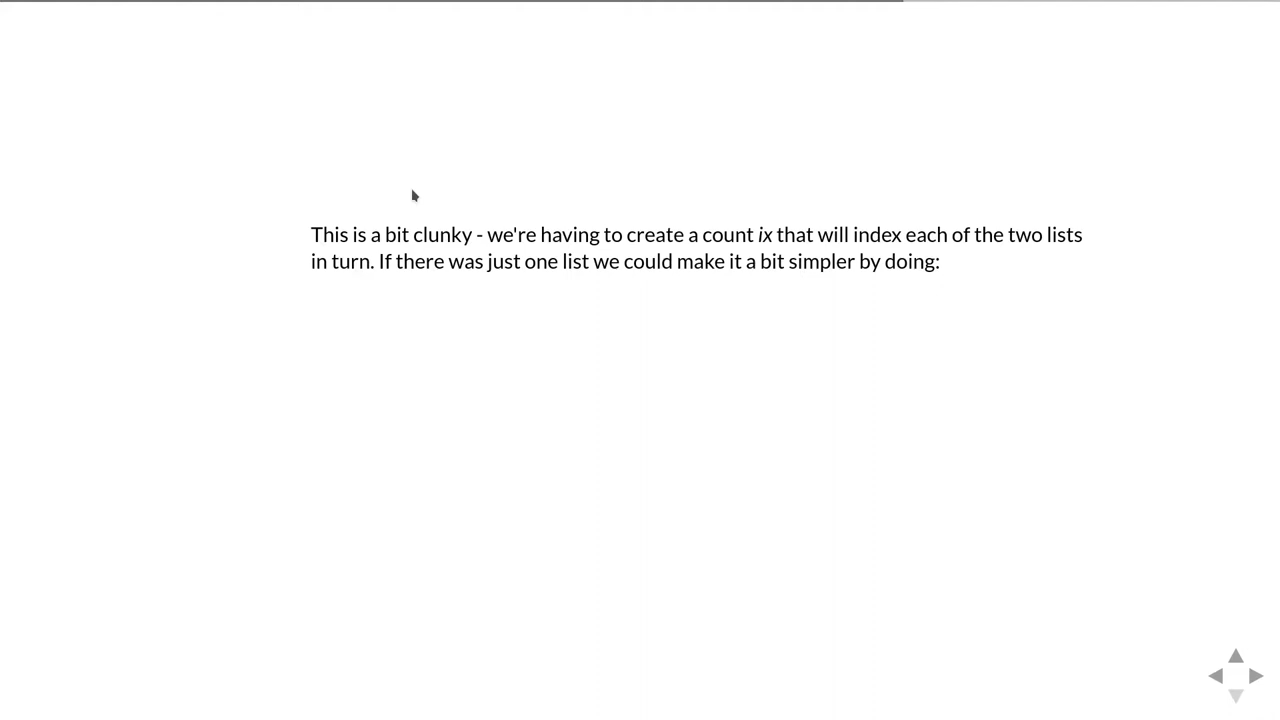 This is a bit clunky - we're having to create a count ix that will index each of the two lists
in turn. If there was just one list we could make it a bit simpler by doing: